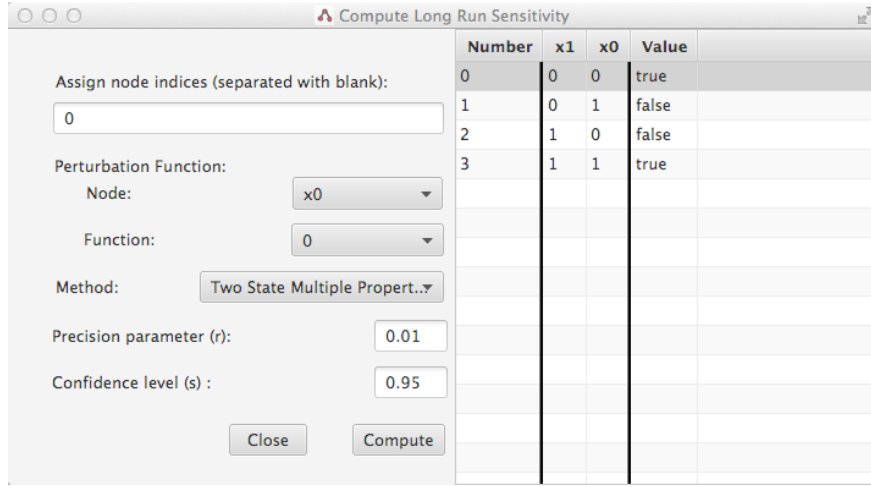 Compute Long Run Sensitivity
Assign node indices (separated with blank):
0
Perturbation Function:
Node: x0
Function: 0
Method: Two State Multiple Propert...
Precision parameter (r): 0.01
Confidence level (s) : 0.95
Close Compute
Number x1 x0 Value
0 0 0 true
1 0 1 false
2 1 0 false
3 1 1 true